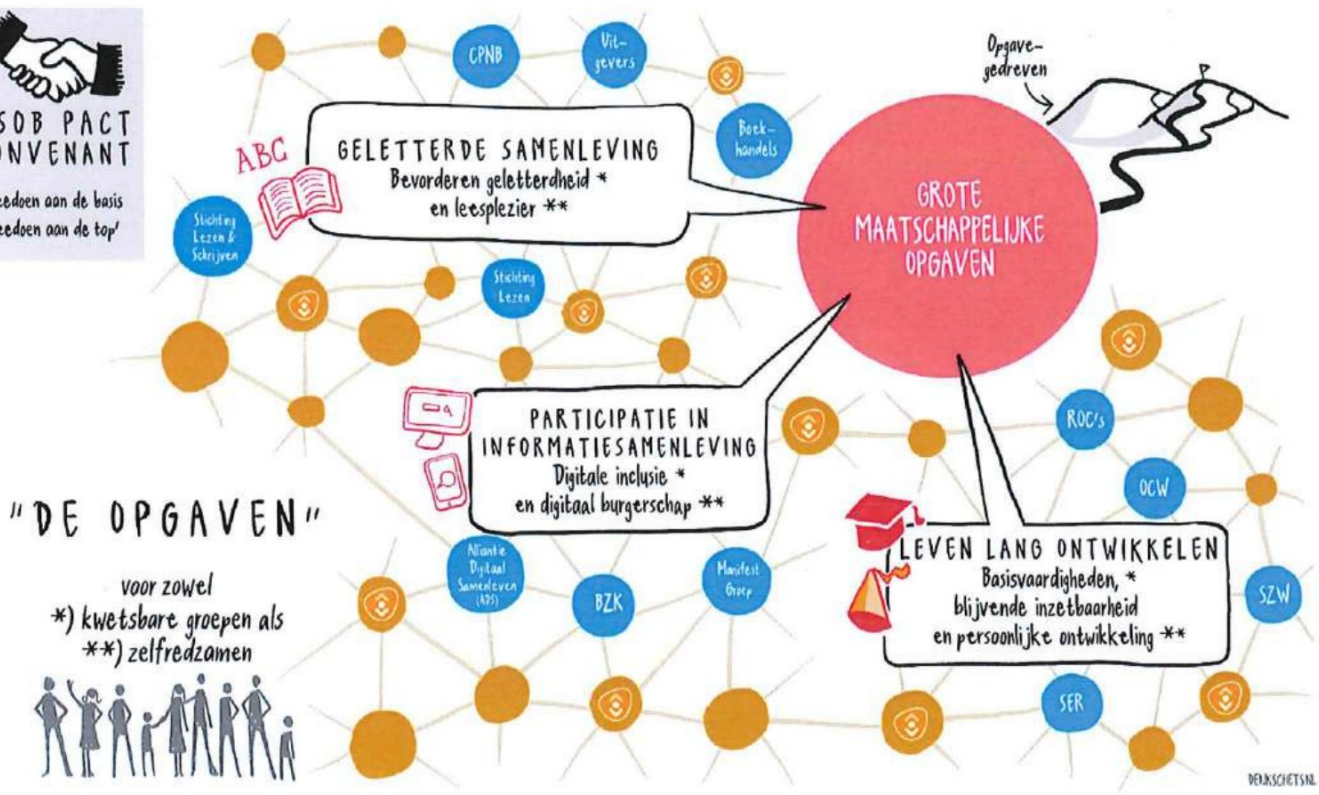 SOB PACT
ONVENANT
eedoen aan de basis
eedoen aan de top'
CPNB
Uit-
gevers
Boek-
handels
Opgave-
gedreven
ABC
GELETTERDE SAMENLEVING
Bevorderen geletterdheid *
en leesplezier **
GROTE
MAATSCHAPPELIJKE
OPGAVEN
Stichting
Lezen &
Schrijven
Stichting
Lezen
PARTICIPATIE IN
INFORMATIESAMENLEVING
Digitale inclusie *
en digitaal burgerschap **
ROC's
OCW
"DE OPGAVEN"
voor zowel
*) kwetsbare groepen als
**) zelfredzamen
Alliantie
Digitaal
Samenleven
(ADS)
BZK
Manifest
Groep
LEVEN LANG ONTWIKKELEN
Basisvaardigheden, *
blijvende inzetbaarheid
en persoonlijke ontwikkeling **
SZW
SER
DENKSCHETS.NL